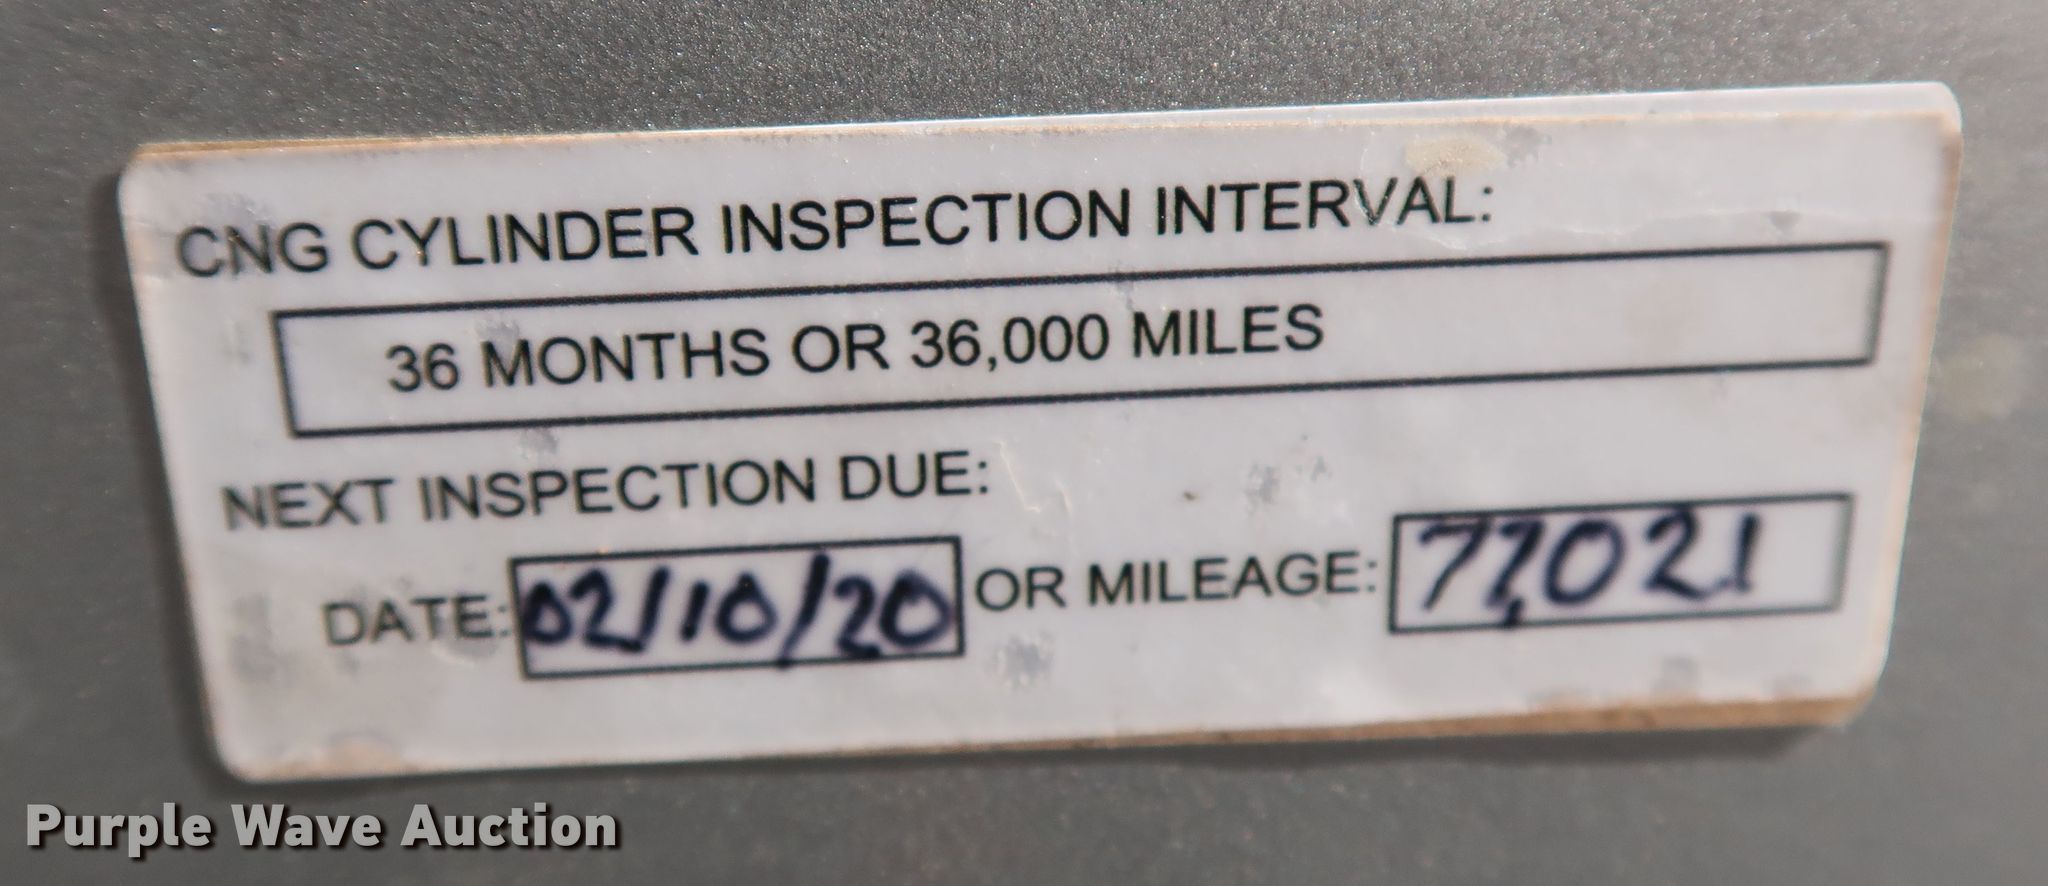 CNG CYLINDER INSPECTION INTERVAL:
36 MONTHS OR 36,000 MILES
NEXT INSPECTION DUE:
DATE: 02/10/20 OR MILEAGE: 77,021
Purple Wave Auction